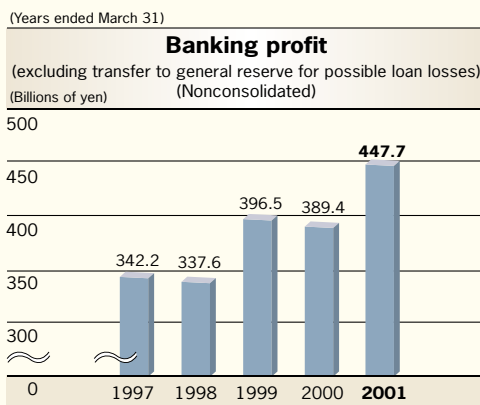 (Years ended March 31)
Banking profit
(excluding transfer to general reserve for possible loan losses)
(Billions of yen)
(Nonconsolidated)
500
447.7
450
396.5
389.4
400
342.2
337.6
350
300
0
1997 1998 1999 2000 2001